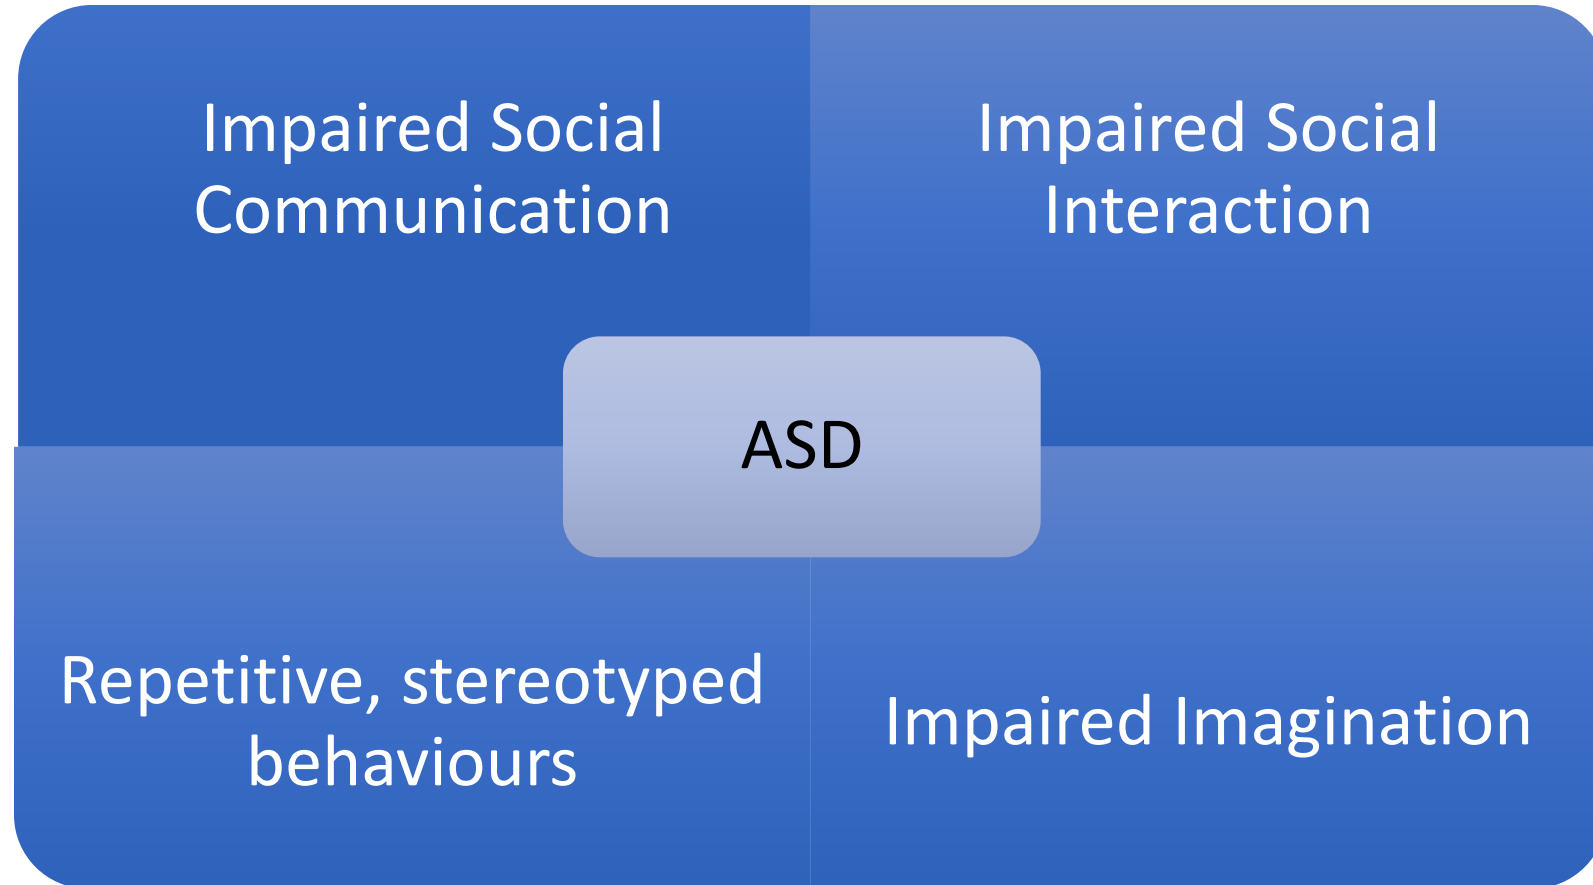 Impaired Social
Communication
Impaired Social
Interaction
ASD
Repetitive, stereotyped
behaviours
Impaired Imagination